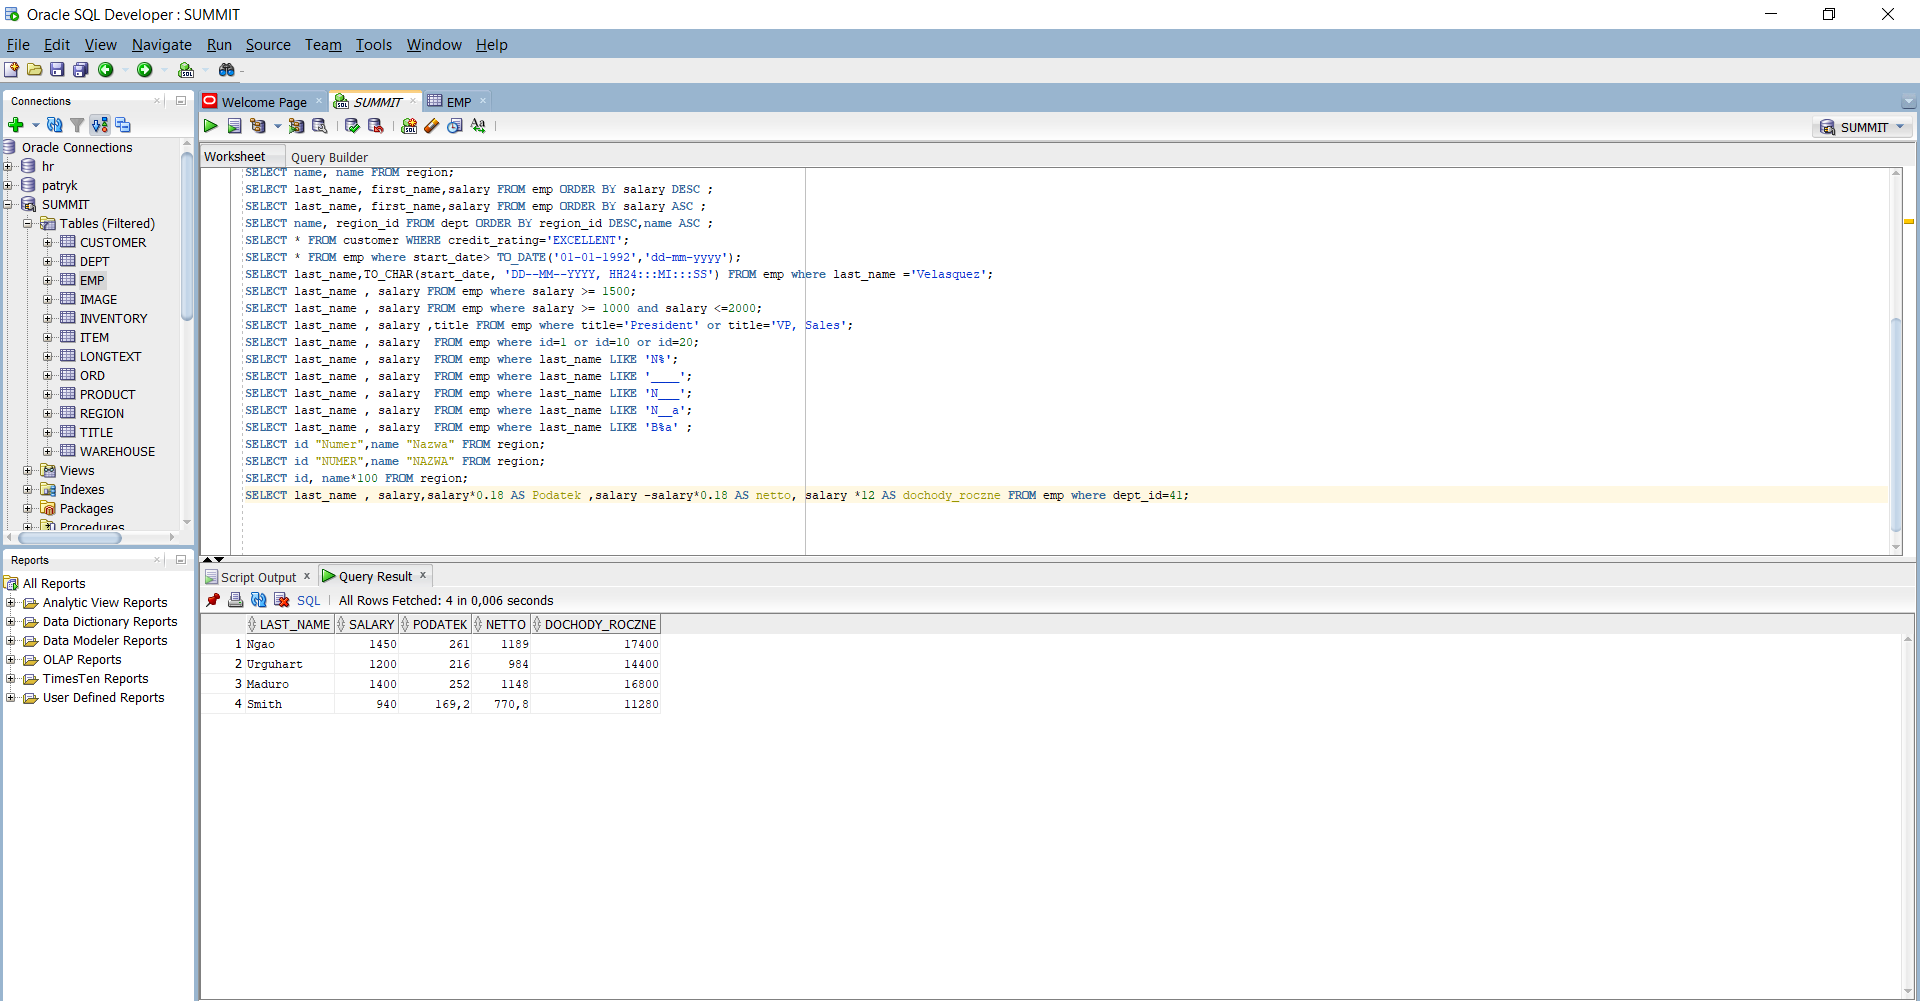 Oracle SQL Developer : SUMMIT
File Edit View Navigate Run Source Team Tools Window Help
Connections
Oracle Connections
hr
patryk
SUMMIT
Tables (Filtered)
CUSTOMER
DEPT
EMP
IMAGE
INVENTORY
ITEM
LONGTEXT
ORD
PRODUCT
REGION
TITLE
WAREHOUSE
Views
Indexes
Packages
Procedures
Reports
All Reports
Analytic View Reports
Data Dictionary Reports
Data Modeler Reports
OLAP Reports
TimesTen Reports
User Defined Reports
Welcome Page SUMMIT EMP
SUMMIT
Worksheet Query Builder
SELECT name, name FROM region;
SELECT last_name, first_name,salary FROM emp ORDER BY salary DESC ;
SELECT last_name, first_name,salary FROM emp ORDER BY salary ASC ;
SELECT name, region_id FROM dept ORDER BY region_id DESC,name ASC ;
SELECT * FROM customer WHERE credit_rating='EXCELLENT';
SELECT * FROM emp where start_date> TO_DATE('01-01-1992','dd-mm-yyyy');
SELECT last_name,TO_CHAR(start_date, 'DD--MM--YYYY, HH24:::MI:::SS') FROM emp where last_name ='Velasquez';
SELECT last_name , salary FROM emp where salary >= 1500;
SELECT last_name , salary FROM emp where salary >= 1000 and salary <=2000;
SELECT last_name , salary ,title FROM emp where title='President' or title='VP, Sales';
SELECT last_name , salary  FROM emp where id=1 or id=10 or id=20;
SELECT last_name , salary  FROM emp where last_name LIKE 'N%';
SELECT last_name , salary  FROM emp where last_name LIKE '____';
SELECT last_name , salary  FROM emp where last_name LIKE 'N___';
SELECT last_name , salary  FROM emp where last_name LIKE 'N__a';
SELECT last_name , salary  FROM emp where last_name LIKE 'B%a' ;
SELECT id "Numer",name "Nazwa" FROM region;
SELECT id "NUMER",name "NAZWA" FROM region;
SELECT id, name*100 FROM region;
SELECT last_name , salary,salary*0.18 AS Podatek ,salary -salary*0.18 AS netto, salary *12 AS dochody_roczne FROM emp where dept_id=41;
Script Output Query Result
SQL All Rows Fetched: 4 in 0,006 seconds
LAST_NAME SALARY PODATEK NETTO DOCHODY_ROCZNE
1 Ngao 1450 261 1189 17400
2 Urguhart 1200 216 984 14400
3 Maduro 1400 252 1148 16800
4 Smith 940 169,2 770,8 11280